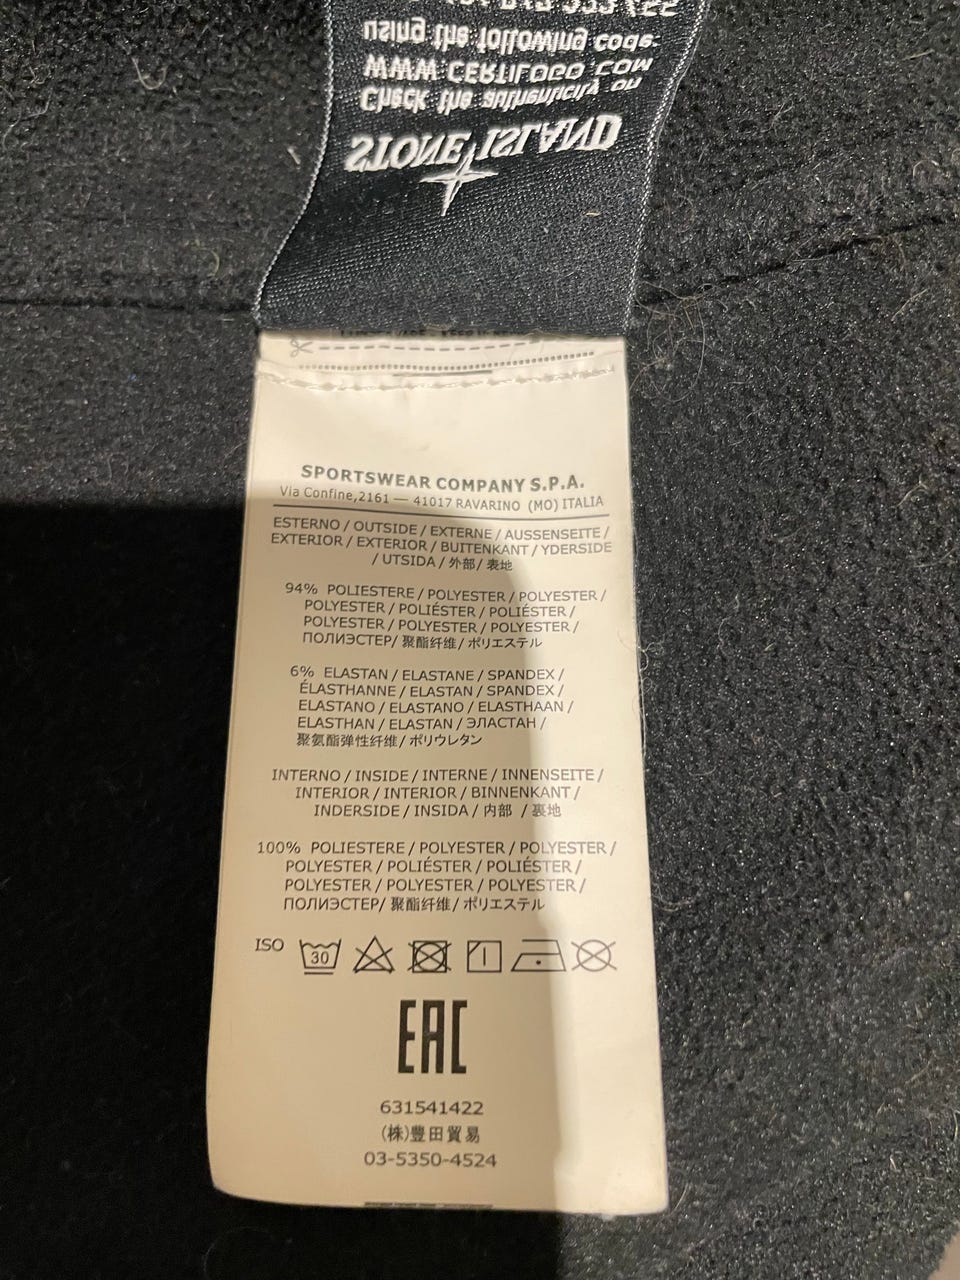 STONE ISLAND
Check the authenticity on
WWW CERTILOGO COM
using the following code:
SPORTSWEAR COMPANY S.P.A.
Via Confine,2161 — 41017 RAVARINO (MO) ITALIA
ESTERNO / OUTSIDE / EXTERNE / AUSSENSEITE /
EXTERIOR / EXTERIOR / BUITENKANT / YDERSIDE
/ UTSIDA / 外部 / 表地
94% POLIESTERE / POLYESTER / POLYESTER /
POLYESTER / POLIÉSTER / POLIÉSTER /
POLYESTER / POLYESTER / POLYESTER /
ПОЛИЭСТЕР/ 聚酯纤维/ ポリエステル
6% ELASTAN / ELASTANE / SPANDEX /
ÉLASTHANNE / ELASTAN / SPANDEX /
ELASTANO / ELASTANO / ELASTHAAN /
ELASTHAN / ELASTAN / ЭЛАСТАН /
聚氨酯弹性纤维/ ポリウレタン
INTERNO / INSIDE / INTERNE / INNENSEITE /
INTERIOR / INTERIOR / BINNENKANT /
INDERSIDE / INSIDA / 内部 / 裏地
100% POLIESTERE / POLYESTER / POLYESTER /
POLYESTER / POLIÉSTER / POLIÉSTER /
POLYESTER / POLYESTER / POLYESTER /
ПОЛИЭСТЕР/ 聚酯纤维/ ポリエステル
ISO 30
EAC
631541422
(株)豊田貿易
03-5350-4524